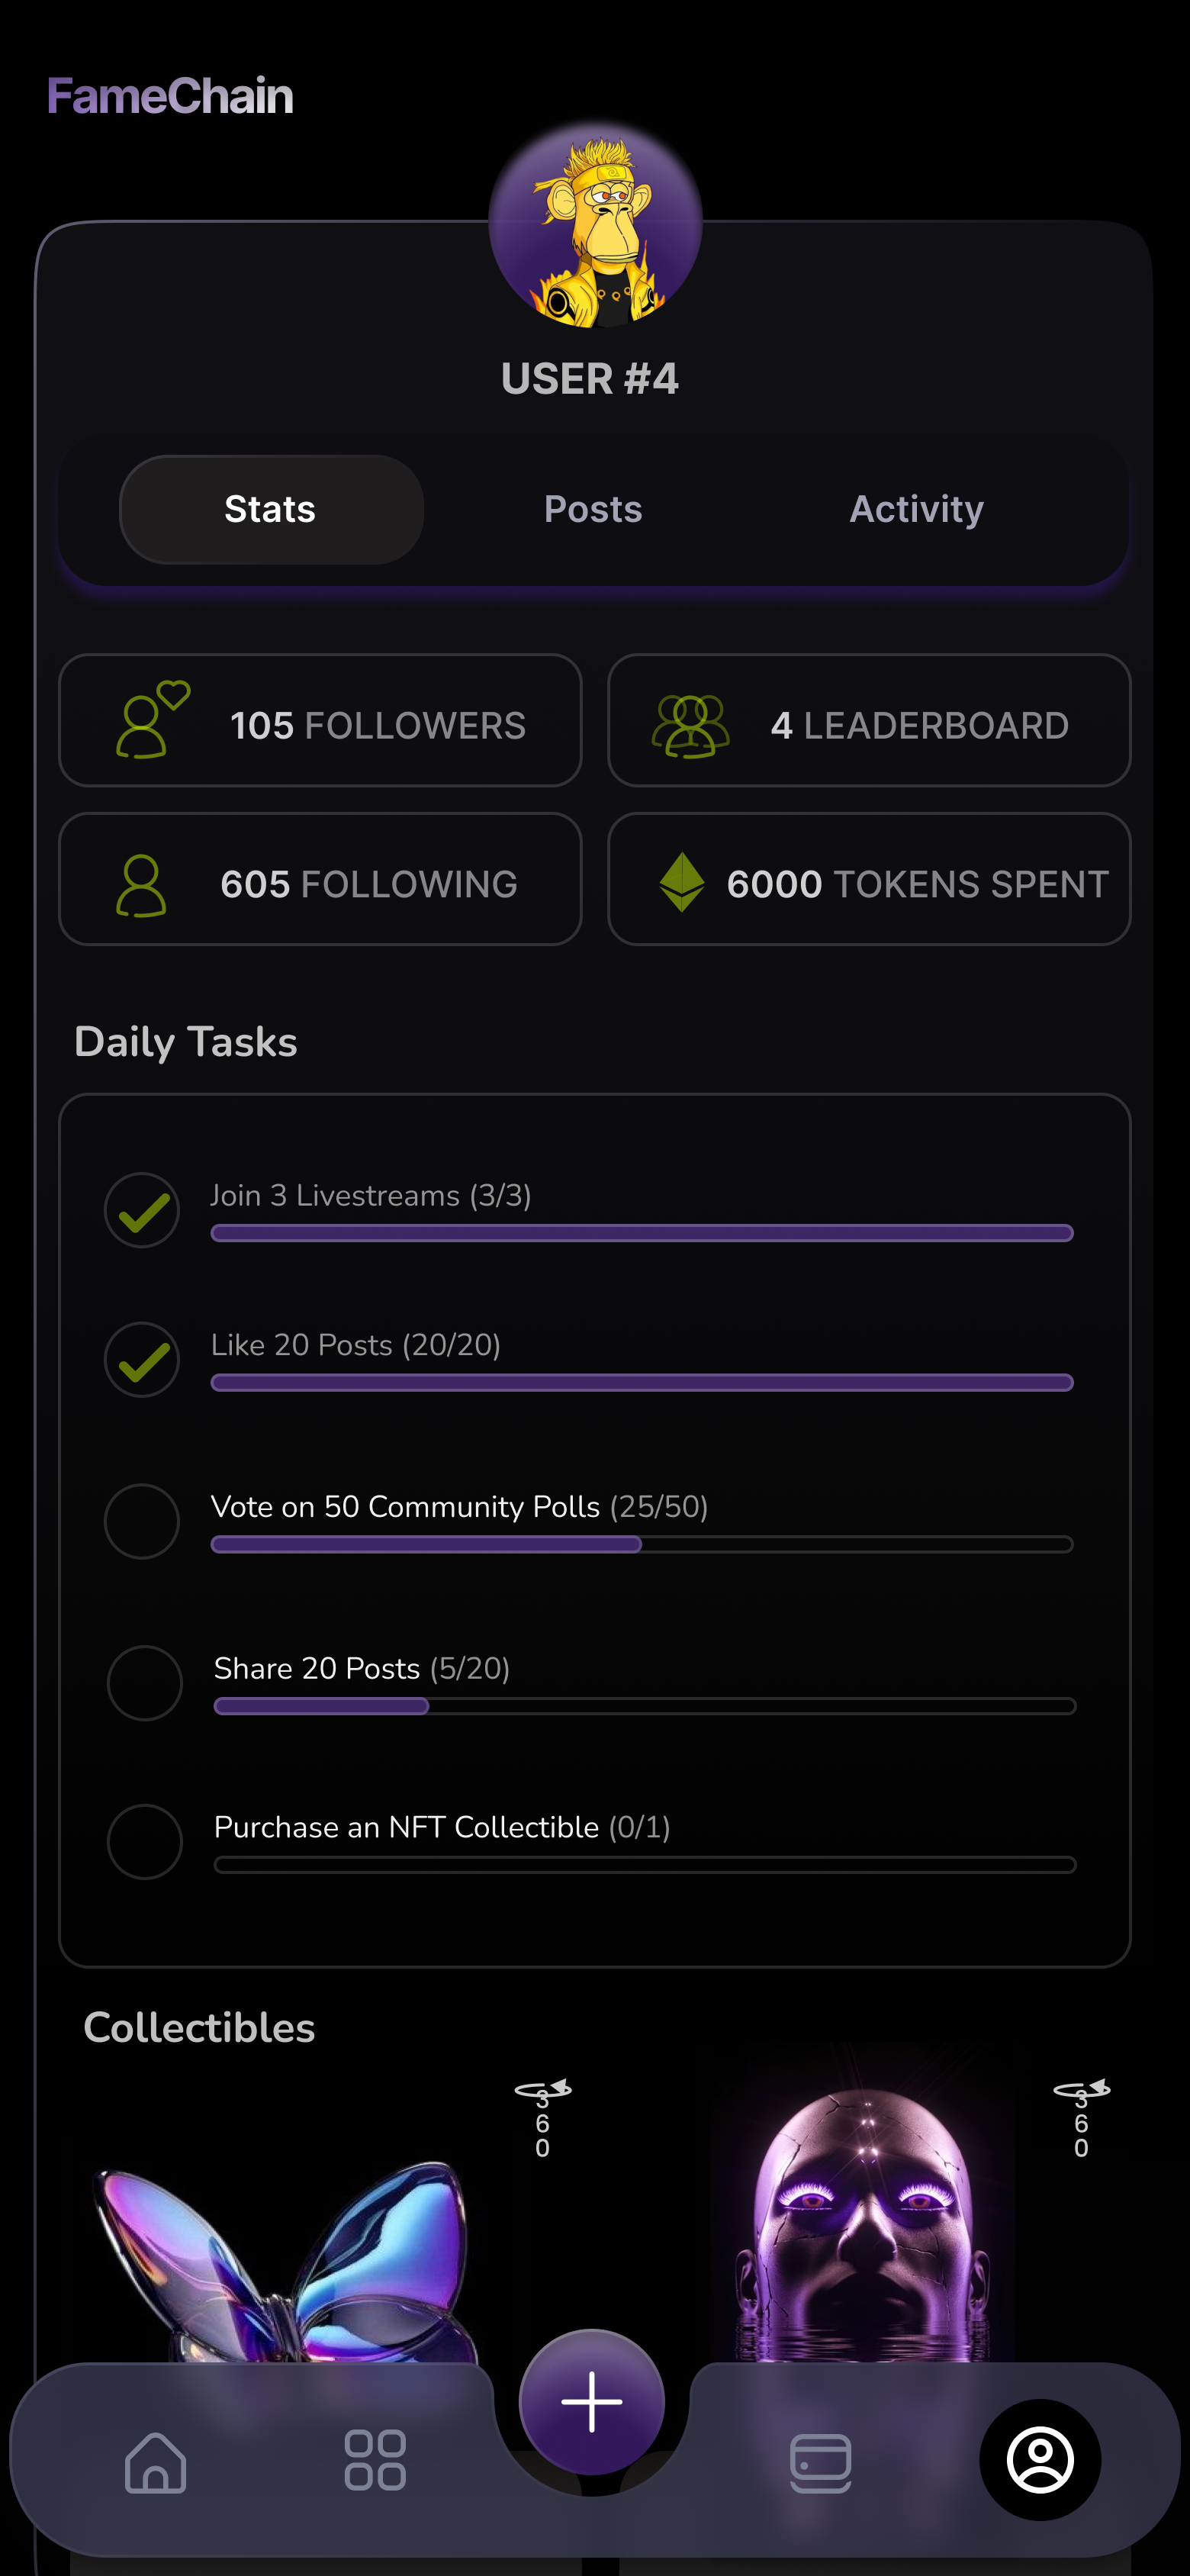 FameChain
USER #4
Stats
Posts
Activity
105 FOLLOWERS
4 LEADERBOARD
605 FOLLOWING
6000 TOKENS SPENT
Daily Tasks
Join 3 Livestreams (3/3)
Like 20 Posts (20/20)
Vote on 50 Community Polls (25/50)
Share 20 Posts (5/20)
Purchase an NFT Collectible (0/1)
Collectibles
360
360